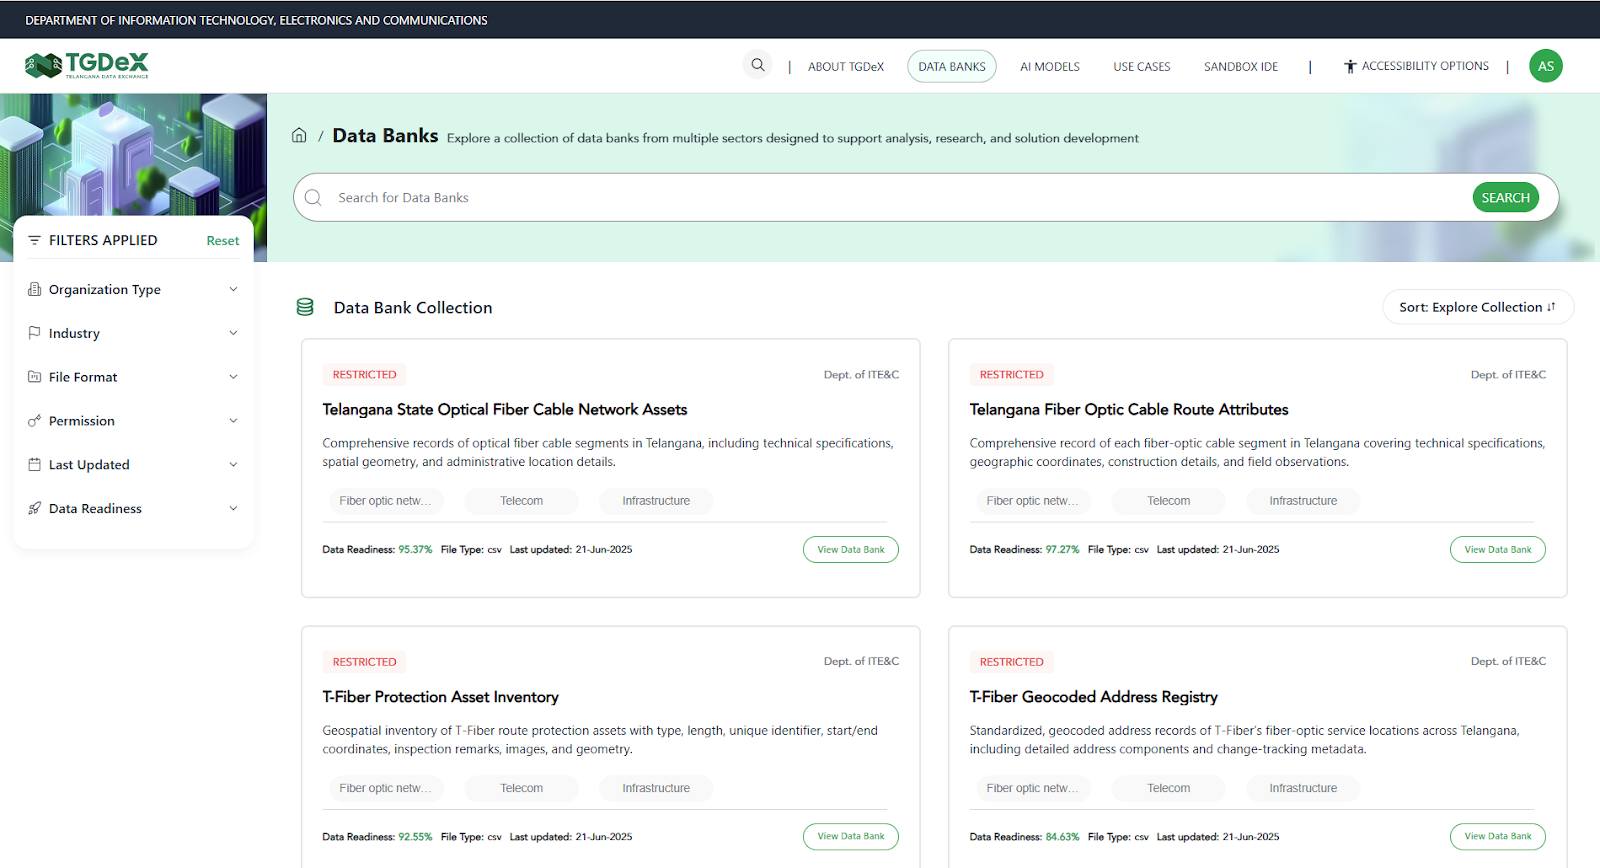 DEPARTMENT OF INFORMATION TECHNOLOGY, ELECTRONICS AND COMMUNICATIONS
TGDeX
TELANGANA DATA EXCHANGE
| ABOUT TGDeX DATA BANKS AI MODELS USE CASES SANDBOX IDE | ACCESSIBILITY OPTIONS | AS
/ Data Banks Explore a collection of data banks from multiple sectors designed to support analysis, research, and solution development
Search for Data Banks SEARCH
FILTERS APPLIED Reset
Organization Type
Industry
File Format
Permission
Last Updated
Data Readiness
Data Bank Collection Sort: Explore Collection
RESTRICTED Dept. of ITE&C
Telangana State Optical Fiber Cable Network Assets
Comprehensive records of optical fiber cable segments in Telangana, including technical specifications,
spatial geometry, and administrative location details.
Fiber optic netw... Telecom Infrastructure
Data Readiness: 95.37% File Type: csv Last updated: 21-Jun-2025 View Data Bank
RESTRICTED Dept. of ITE&C
Telangana Fiber Optic Cable Route Attributes
Comprehensive record of each fiber-optic cable segment in Telangana covering technical specifications,
geographic coordinates, construction details, and field observations.
Fiber optic netw... Telecom Infrastructure
Data Readiness: 97.27% File Type: csv Last updated: 21-Jun-2025 View Data Bank
RESTRICTED Dept. of ITE&C
T-Fiber Protection Asset Inventory
Geospatial inventory of T-Fiber route protection assets with type, length, unique identifier, start/end
coordinates, inspection remarks, images, and geometry.
Fiber optic netw... Telecom Infrastructure
Data Readiness: 92.55% File Type: csv Last updated: 21-Jun-2025 View Data Bank
RESTRICTED Dept. of ITE&C
T-Fiber Geocoded Address Registry
Standardized, geocoded address records of T-Fiber's fiber-optic service locations across Telangana,
including detailed address components and change-tracking metadata.
Fiber optic netw... Telecom Infrastructure
Data Readiness: 84.63% File Type: csv Last updated: 21-Jun-2025 View Data Bank